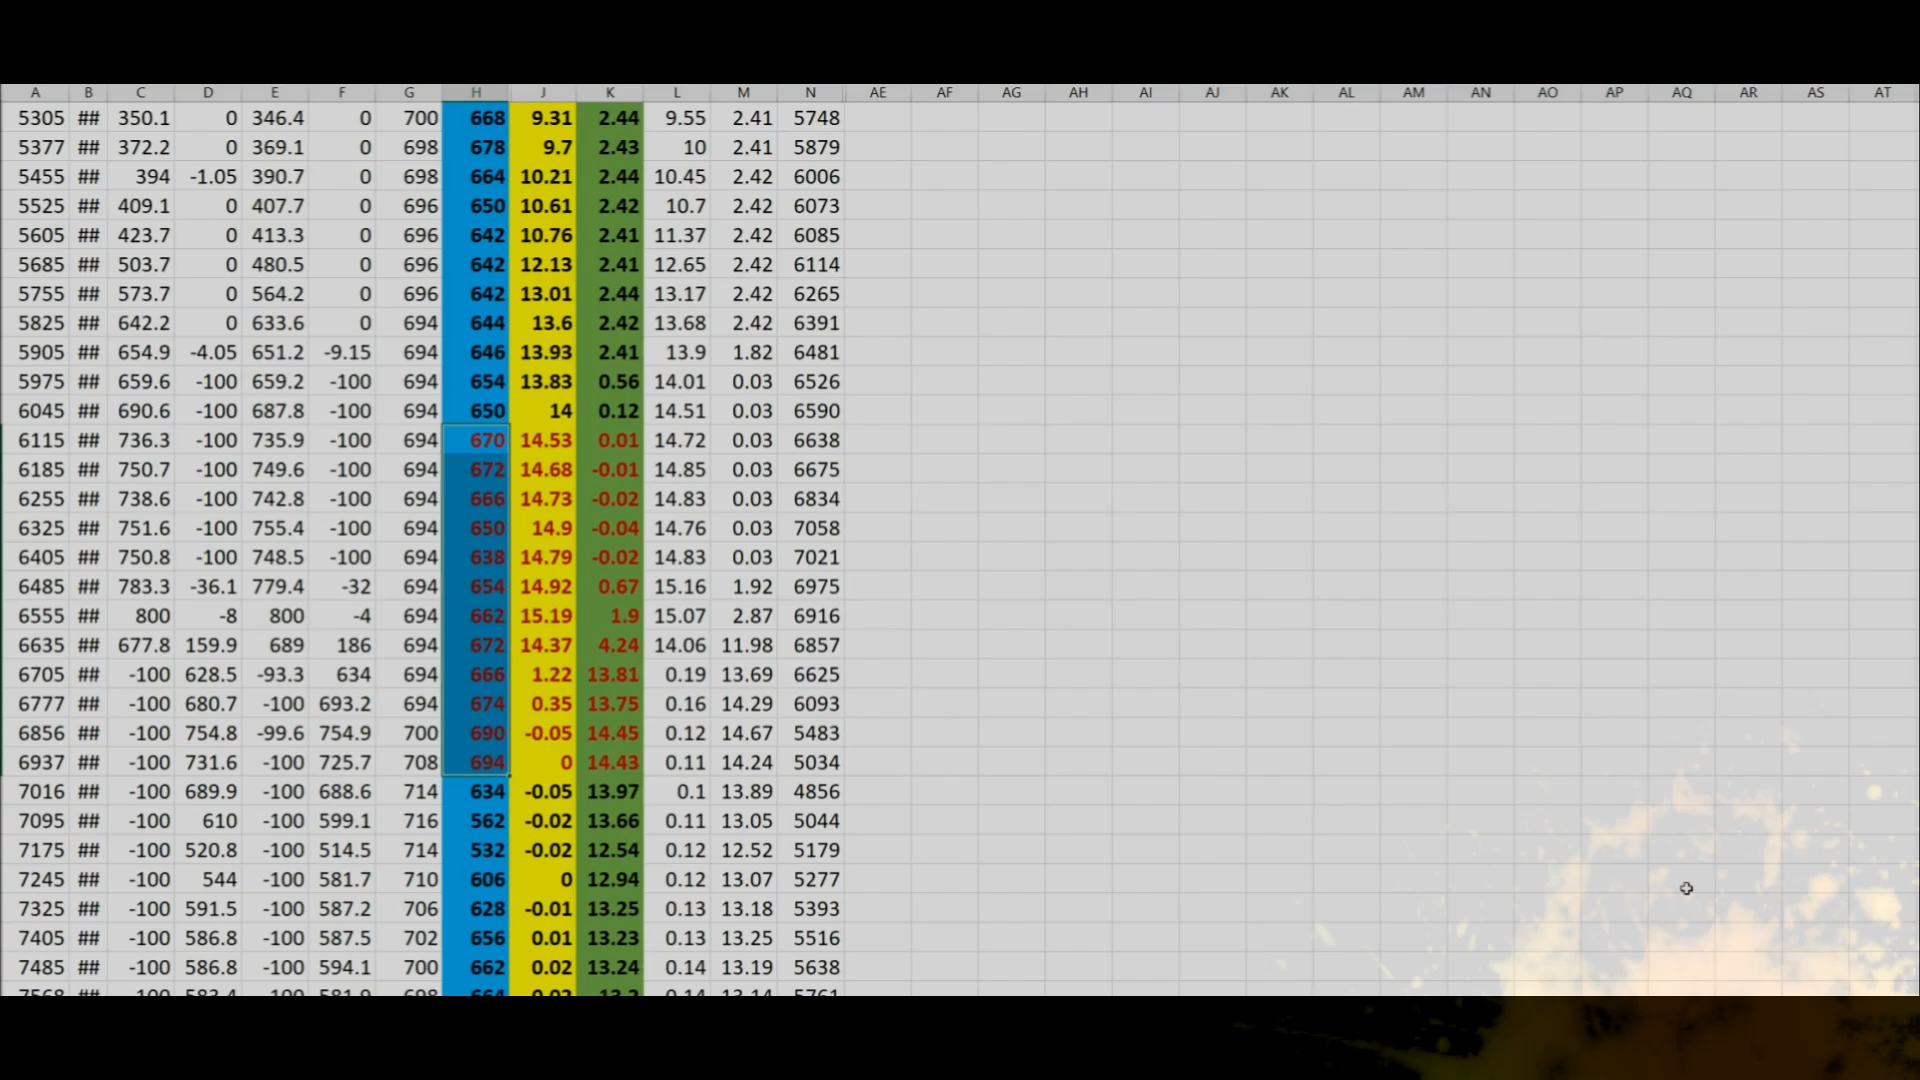 A B C D E F G H J K L M N AE AF AG AH AI AJ AK AL AM AN AO AP AQ AR AS AT
5305 ## 350.1 0 346.4 0 700 668 9.31 2.44 9.55 2.41 5748
5377 ## 372.2 0 369.1 0 698 678 9.7 2.43 10 2.41 5879
5455 ## 394 -1.05 390.7 0 698 664 10.21 2.44 10.45 2.42 6006
5525 ## 409.1 0 407.7 0 696 650 10.61 2.42 10.7 2.42 6073
5605 ## 423.7 0 413.3 0 696 642 10.76 2.41 11.37 2.42 6085
5685 ## 503.7 0 480.5 0 696 642 12.13 2.41 12.65 2.42 6114
5755 ## 573.7 0 564.2 0 696 642 13.01 2.44 13.17 2.42 6265
5825 ## 642.2 0 633.6 0 694 644 13.6 2.42 13.68 2.42 6391
5905 ## 654.9 -4.05 651.2 -9.15 694 646 13.93 2.41 13.9 1.82 6481
5975 ## 659.6 -100 659.2 -100 694 654 13.83 0.56 14.01 0.03 6526
6045 ## 690.6 -100 687.8 -100 694 650 14 0.12 14.51 0.03 6590
6115 ## 736.3 -100 735.9 -100 694 670 14.53 0.01 14.72 0.03 6638
6185 ## 750.7 -100 749.6 -100 694 672 14.68 -0.01 14.85 0.03 6675
6255 ## 738.6 -100 742.8 -100 694 666 14.73 -0.02 14.83 0.03 6834
6325 ## 751.6 -100 755.4 -100 694 650 14.9 -0.04 14.76 0.03 7058
6405 ## 750.8 -100 748.5 -100 694 638 14.79 -0.02 14.83 0.03 7021
6485 ## 783.3 -36.1 779.4 -32 694 654 14.92 0.67 15.16 1.92 6975
6555 ## 800 -8 800 -4 694 662 15.19 1.9 15.07 2.87 6916
6635 ## 677.8 159.9 689 186 694 672 14.37 4.24 14.06 11.98 6857
6705 ## -100 628.5 -93.3 634 694 666 1.22 13.81 0.19 13.69 6625
6777 ## -100 680.7 -100 693.2 694 674 0.35 13.75 0.16 14.29 6093
6856 ## -100 754.8 -99.6 754.9 700 690 -0.05 14.45 0.12 14.67 5483
6937 ## -100 731.6 -100 725.7 708 694 0 14.43 0.11 14.24 5034
7016 ## -100 689.9 -100 688.6 714 634 -0.05 13.97 0.1 13.89 4856
7095 ## -100 610 -100 599.1 716 562 -0.02 13.66 0.11 13.05 5044
7175 ## -100 520.8 -100 514.5 714 532 -0.02 12.54 0.12 12.52 5179
7245 ## -100 544 -100 581.7 710 606 0 12.94 0.12 13.07 5277
7325 ## -100 591.5 -100 587.2 706 628 -0.01 13.25 0.13 13.18 5393
7405 ## -100 586.8 -100 587.5 702 656 0.01 13.23 0.13 13.25 5516
7485 ## -100 586.8 -100 594.1 700 662 0.02 13.24 0.14 13.19 5638